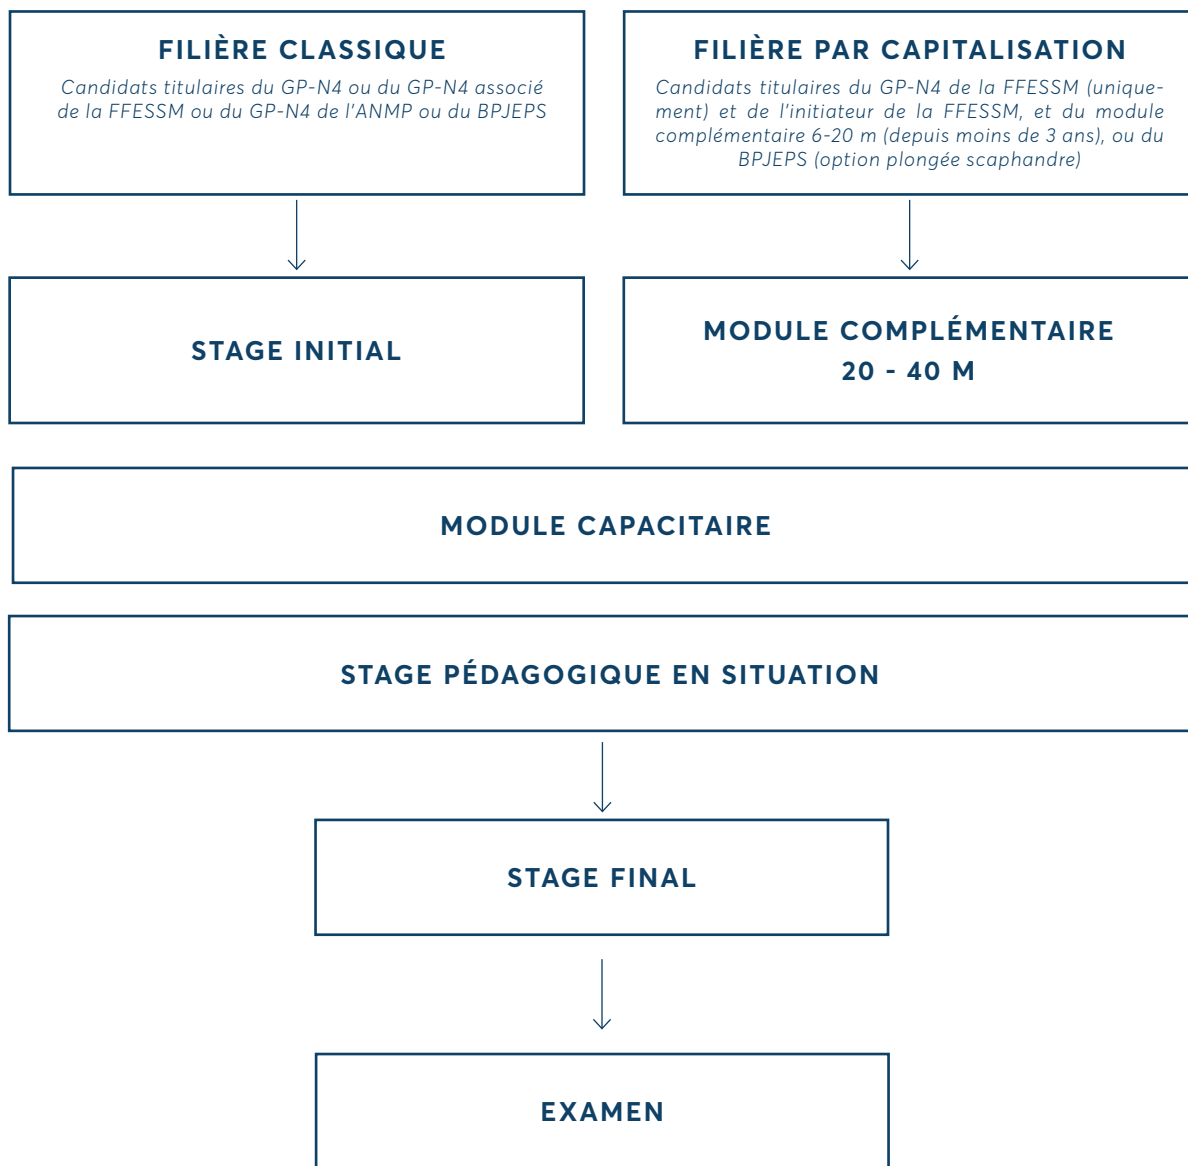 FILIÈRE CLASSIQUE
Candidats titulaires du GP-N4 ou du GP-N4 associé
de la FFESSM ou du GP-N4 de l'ANMP ou du BPJEPS
FILIÈRE PAR CAPITALISATION
Candidats titulaires du GP-N4 de la FFESSM (unique-
ment) et de l'initiateur de la FFESSM, et du module
complémentaire 6-20 m (depuis moins de 3 ans), ou du
BPJEPS (option plongée scaphandre)
STAGE INITIAL
MODULE COMPLÉMENTAIRE
20 - 40 M
MODULE CAPACITAIRE
STAGE PÉDAGOGIQUE EN SITUATION
STAGE FINAL
EXAMEN